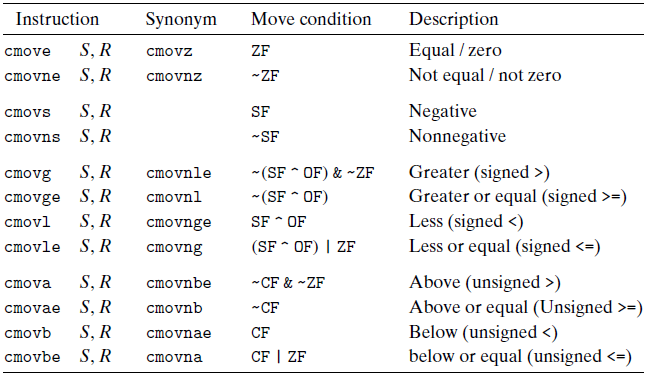 Instruction Synonym Move condition Description
cmove S, R cmovz ZF Equal / zero
cmovne S, R cmovnz ~ZF Not equal / not zero
cmovs S, R SF Negative
cmovns S, R ~SF Nonnegative
cmovg S, R cmovnle ~(SF ^ OF) & ~ZF Greater (signed >)
cmovge S, R cmovnl ~(SF ^ OF) Greater or equal (signed >=)
cmovl S, R cmovnge SF ^ OF Less (signed <)
cmovle S, R cmovng (SF ^ OF) | ZF Less or equal (signed <=)
cmova S, R cmovnbe ~CF & ~ZF Above (unsigned >)
cmovae S, R cmovnb ~CF Above or equal (Unsigned >=)
cmovb S, R cmovnae CF Below (unsigned <)
cmovbe S, R cmovna CF | ZF below or equal (unsigned <=)